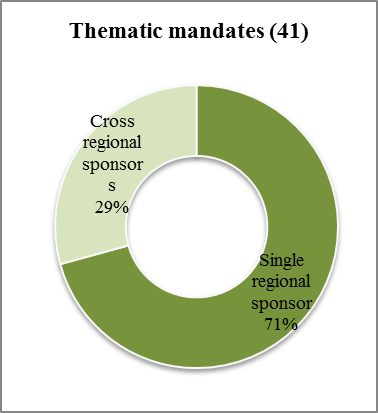 Thematic mandates (41)
Cross
regional
sponsor
s
29%
Single
regional
sponsor
71%